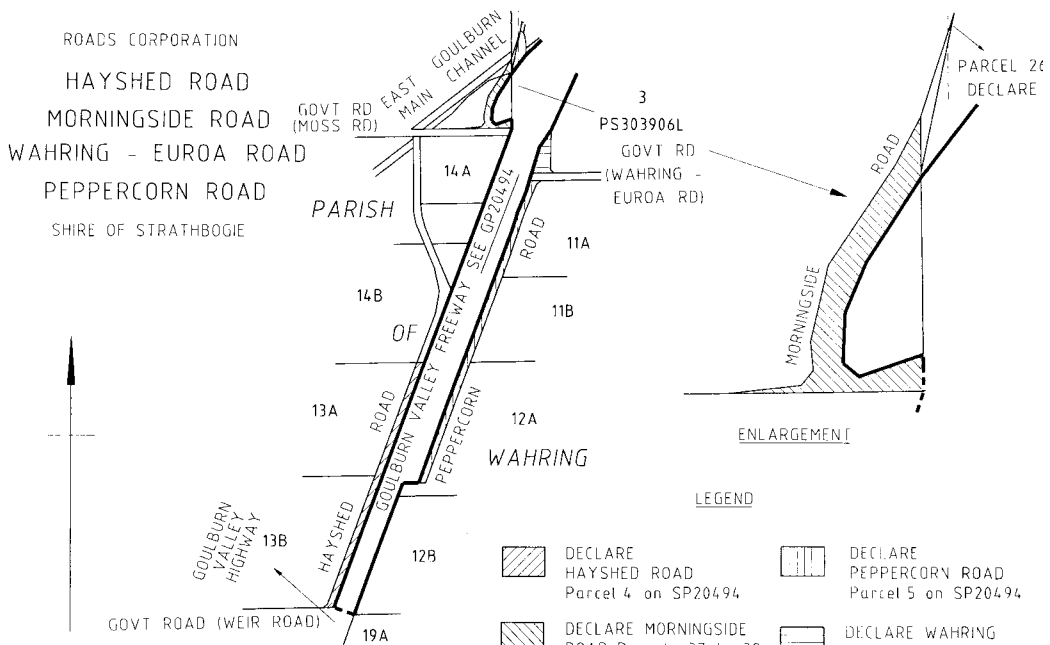 ROADS CORPORATION
HAYSHED ROAD
MORNINGSIDE ROAD
WAHRING - EUROA ROAD
PEPPERCORN ROAD
SHIRE OF STRATHBOGIE
EAST GOULBURN
MAIN CHANNEL
GOVT RD
(MOSS RD)
3
PS303906L
GOVT RD
(WAHRING -
EUROA RD)
PARCEL 26
DECLARE
ROAD
MORNINGSIDE
ENLARGEMENT
14A
PARISH
ROAD
11A
14B
11B
OF
GOULBURN VALLEY FREEWAY SEE GP20494
13A
ROAD
PEPPERCORN
12A
WAHRING
HAYSHED
GOULBURN
VALLEY
HIGHWAY
13B
12B
GOVT ROAD (WEIR ROAD)
19A
LEGEND
DECLARE
HAYSHED ROAD
Parcel 4 on SP20494
DECLARE
PEPPERCORN ROAD
Parcel 5 on SP20494
DECLARE MORNINGSIDE
DECLARE WAHRING